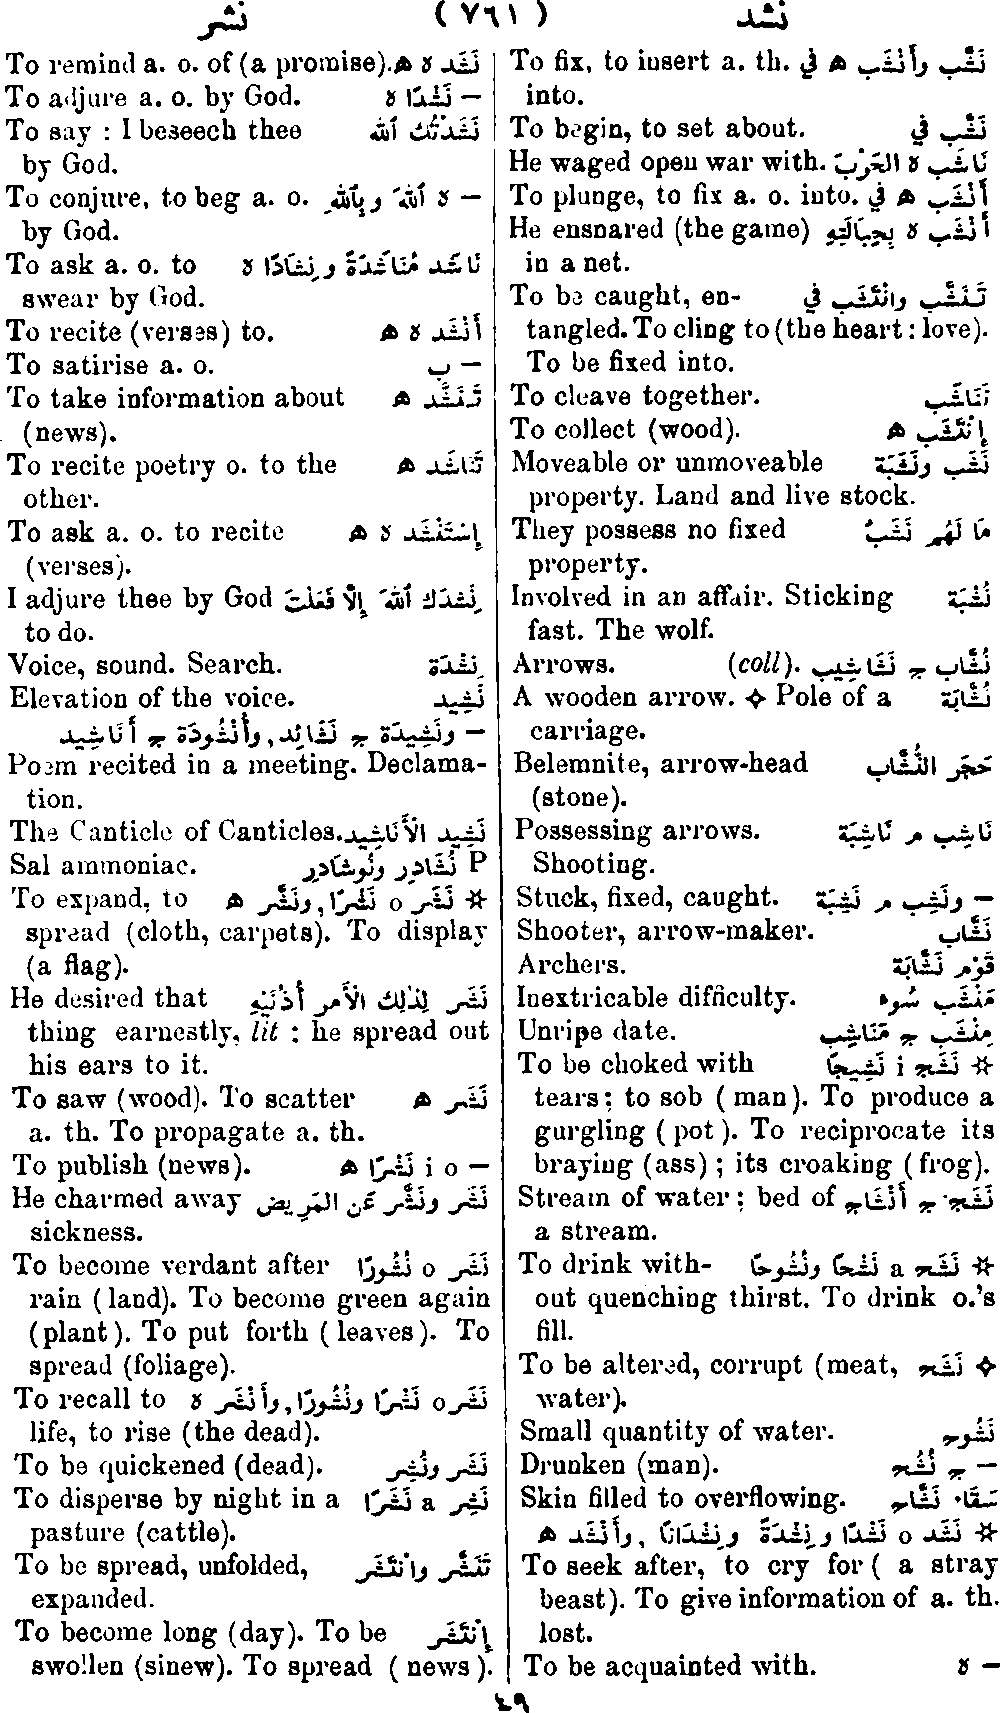 نشد ( ٧٦١ ) نشر
To fix, to insert a. th. نَشَّب وأَنْشَب ه في
into.
To begin, to set about. نَشَّب في
He waged open war with. نَاشَب ه الحَرْبَ
To plunge, to fix a. o. into. أَنْشَب ه في
He ensnared (the game) أَنْشَب ه بِحِبَالَتِهِ
in a net.
To be caught, en- تَنَشَّب وانْتَشَب في
tangled. To cling to (the heart : love).
To be fixed into.
To cleave together. تَنَاشَب
To collect (wood). إِنْتَشَب ه
Moveable or unmoveable نَشَب ونَشَبَة
property. Land and live stock.
They possess no fixed مَا لَهُم نَشَبٌ
property.
Involved in an affair. Sticking نُشْبَة
fast. The wolf.
Arrows. (coll). نُشَّاب ج نَشَاشِيب
A wooden arrow. ✧ Pole of a نُشَّابَة
carriage.
Belemnite, arrow-head حَجَر النُّشَّاب
(stone).
Possessing arrows. نَاشِب م نَاشِبَة
Shooting.
Stuck, fixed, caught. – ونَشِب م نَشِبَة
Shooter, arrow-maker. نَشَّاب
Archers. قَوْم نَشَّابَة
Inextricable difficulty. مَنْشَب سُوء
Unripe date. مِنْشَب ج مَنَاشِب
To be choked with ☆ نَشَج i نَشِيجًا
tears; to sob ( man). To produce a
gurgling ( pot ). To reciprocate its
braying (ass) ; its croaking ( frog).
Stream of water ; bed of نَشَج ج أَنْشَاج
a stream.
To drink with- ☆ نَشَح a نَشْحًا ونُشُوحًا
out quenching thirst. To drink o.'s
fill.
To be altered, corrupt (meat, ✧ نَشَح
water).
Small quantity of water. نَشُوح
Drunken (man). – ج نُشُح
Skin filled to overflowing. سِقَاء نَشَّاح
☆ نَشَد o نَشْدًا ونِشْدَةً ونِشْدَانًا, وأَنْشَد ه
To seek after, to cry for ( a stray
beast). To give information of a. th.
lost.
To be acquainted with. – ه
To remind a. o. of (a promise). نَشَد ه ه
To adjure a. o. by God. – نَشْدًا ه
To say : I beseech thee نَشَدْتُكَ ٱلله
by God.
To conjure, to beg a. o. – ه ٱللهَ وبِٱللهِ
by God.
To ask a. o. to نَاشَد مُنَاشَدَةً ونِشَادًا ه
swear by God.
To recite (verses) to. أَنْشَد ه ه
To satirise a. o. – ب
To take information about تَنَشَّد ه
(news).
To recite poetry o. to the تَنَاشَد ه
other.
To ask a. o. to recite إِسْتَنْشَد ه ه
(verses).
I adjure thee by God نِشْدَكَ ٱللهَ إِلَّا فَعَلْتَ
to do.
Voice, sound. Search. نِشْدَة
Elevation of the voice. نَشِيد
– ونَشِيدَة ج نَشَائِد, وأُنْشُودَة ج أَنَاشِيد
Poem recited in a meeting. Declama-
tion.
The Canticle of Canticles. نَشِيد الأَنَاشِيد
Sal ammoniac. P نُشَادِر ونُوشَادِر
To expand, to ☆ نَشَر o نَشْرًا, ونَشَّر ه
spread (cloth, carpets). To display
(a flag).
He desired that نَشَر لِذٰلِكَ الأَمرِ أُذْنَيْهِ
thing earnestly, lit : he spread out
his ears to it.
To saw (wood). To scatter نَشَر ه
a. th. To propagate a. th.
To publish (news). – i o نَشْرًا ه
He charmed away نَشَر ونَشَّر عَن المَرِيض
sickness.
To become verdant after نَشَر o نُشُورًا
rain ( land). To become green again
(plant ). To put forth ( leaves). To
spread (foliage).
To recall to نَشَر o نَشْرًا ونُشُورًا, وأَنْشَر ه
life, to rise (the dead).
To be quickened (dead). نَشَر ونُشِر
To disperse by night in a نَشِر a نَشَرًا
pasture (cattle).
To be spread, unfolded, تَنَشَّر وانْتَشَر
expanded.
To become long (day). To be إِنْتَشَر
swollen (sinew). To spread ( news ).
٤٩